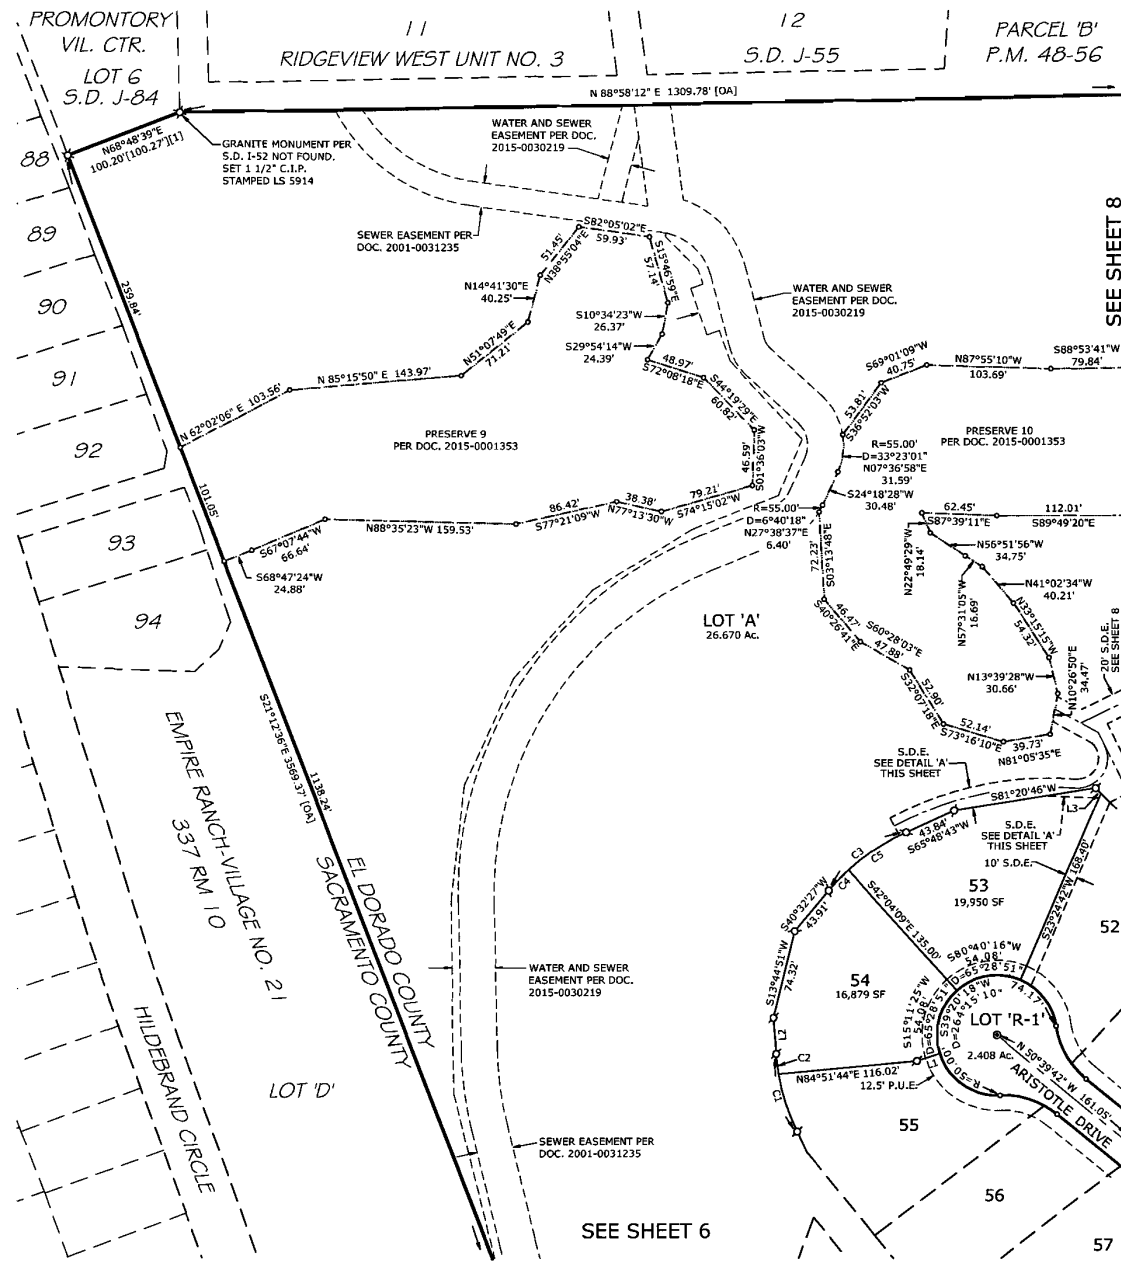 PROMONTORY
VIL. CTR.
LOT 6
S.D. J-84
11
RIDGEVIEW WEST UNIT NO. 3
12
S.D. J-55
PARCEL 'B'
P.M. 48-56
N 88°58'12" E 1309.78' [OA]
N68°48'39"E
100.20'[100.27'][1]
GRANITE MONUMENT PER
S.D. I-52 NOT FOUND.
SET 1 1/2" C.I.P.
STAMPED LS 5914
WATER AND SEWER
EASEMENT PER DOC.
2015-0030219
SEWER EASEMENT PER
DOC. 2001-0031235
SEE SHEET 8
88
89
90
91
92
93
94
259.84'
S82°05'02"E
59.93'
51.45'
N38°55'04"E
N14°41'30"E
40.25'
S15°46'59"E
57.14'
S10°34'23"W
26.37'
S29°54'14"W
24.39'
WATER AND SEWER
EASEMENT PER DOC.
2015-0030219
N51°07'49"E
71.21'
48.97'
S72°08'18"E
S44°19'29"E
60.82'
N 85°15'50" E 143.97'
N 62°02'06" E 103.56'
S69°01'09"W
40.75'
N87°55'10"W
103.69'
S88°53'41"W
79.84'
53.81'
S36°52'03"W
PRESERVE 9
PER DOC. 2015-0001353
PRESERVE 10
PER DOC. 2015-0001353
R=55.00'
D=33°23'01"
N07°36'58"E
31.59'
S24°18'28"W
30.48'
46.59'
S01°36'03"W
79.21'
S74°15'02"W
38.38'
N77°13'30"W
86.42'
S77°21'09"W
N88°35'23"W 159.53'
101.05'
S67°07'44"W
66.64'
S68°47'24"W
24.88'
R=55.00'
D=6°40'18"
N27°38'37"E
6.40'
62.45'
S87°39'11"E
112.01'
S89°49'20"E
N22°49'29"W
18.14'
N56°51'56"W
34.75'
N57°31'05"W
16.69'
N41°02'34"W
40.21'
N33°15'15"W
54.32'
72.23'
S03°13'48"E
LOT 'A'
26.670 Ac.
46.47'
S40°26'41"E
S60°28'03"E
47.88'
52.90'
S32°07'18"E
52.14'
S73°16'10"E
39.73'
N81°05'35"E
N13°39'28"W
30.66'
N10°26'50"E
34.47'
20' S.D.E.
SEE SHEET 8
S.D.E.
SEE DETAIL 'A'
THIS SHEET
S81°20'46"W
L3
43.84'
S65°48'43"W
S.D.E.
SEE DETAIL 'A'
THIS SHEET
10' S.D.E.
C3
C5
C4
S42°04'09"E 135.00'
53
19,950 SF
S23°24'42"W 168.40'
52
S21°12'36"E 3569.37' [OA]
1138.24'
EMPIRE RANCH-VILLAGE NO. 21
337 RM 10
EL DORADO COUNTY
SACRAMENTO COUNTY
S40°32'27"W
43.91'
S13°44'51"W
74.32'
54
16,879 SF
S80°40'16"W
54.08'
D=65°28'51"
S15°11'25"W
54.08'
D=65°28'51"
S39°20'18"W
D=264°15'10"
74.17'
LOT 'R-1'
2.408 Ac.
R=50.00'
N 50°39'42" W 161.05'
ARISTOTLE DRIVE
WATER AND SEWER
EASEMENT PER DOC.
2015-0030219
L2
C2
N84°51'44"E 116.02'
L1
12.5' P.U.E.
C1
55
HILDEBRAND CIRCLE
LOT 'D'
SEWER EASEMENT PER
DOC. 2001-0031235
56
SEE SHEET 6
57